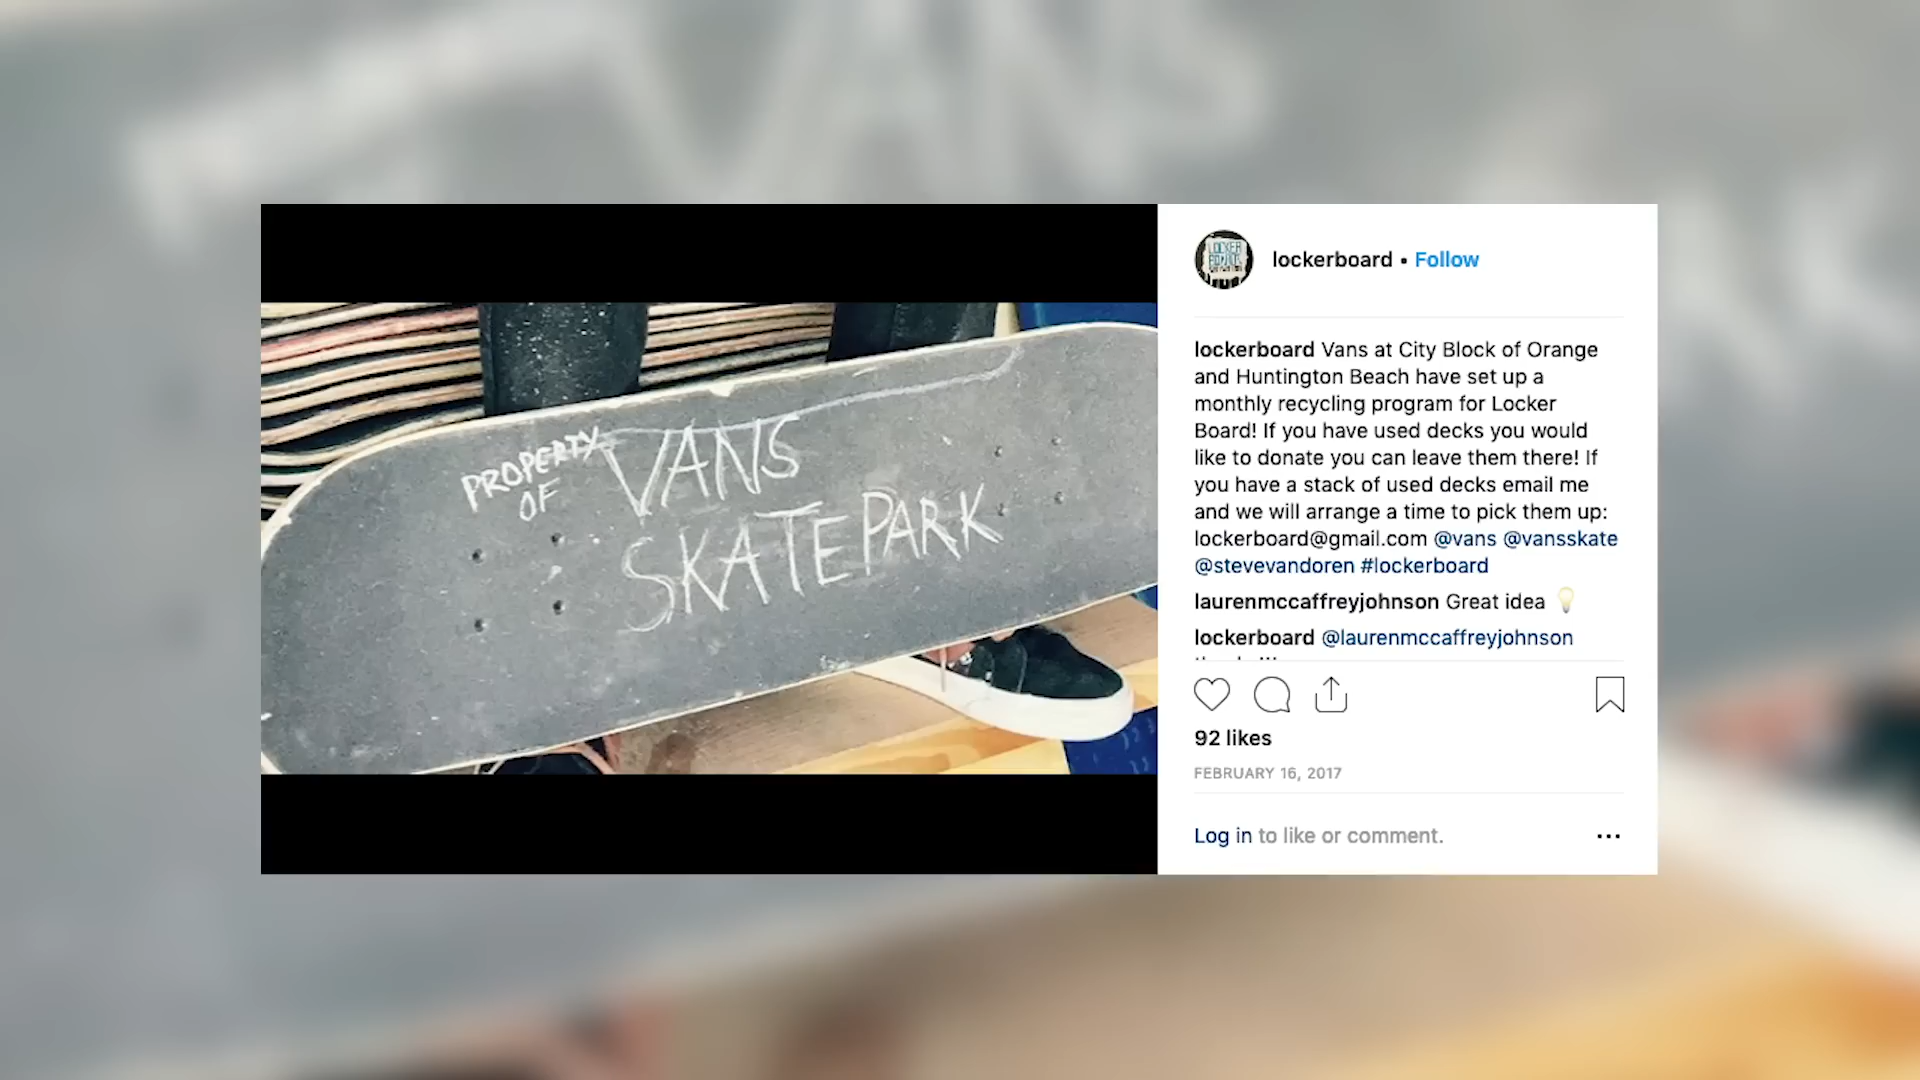 PROPERTY
OF
VANS
SKATEPARK
LOCKER
BOARD
lockerboard • Follow
lockerboard Vans at City Block of Orange
and Huntington Beach have set up a
monthly recycling program for Locker
Board! If you have used decks you would
like to donate you can leave them there! If
you have a stack of used decks email me
and we will arrange a time to pick them up:
lockerboard@gmail.com @vans @vansskate
@stevevandoren #lockerboard
laurenmccaffreyjohnson Great idea 💡
lockerboard @laurenmccaffreyjohnson
92 likes
FEBRUARY 16, 2017
Log in to like or comment.